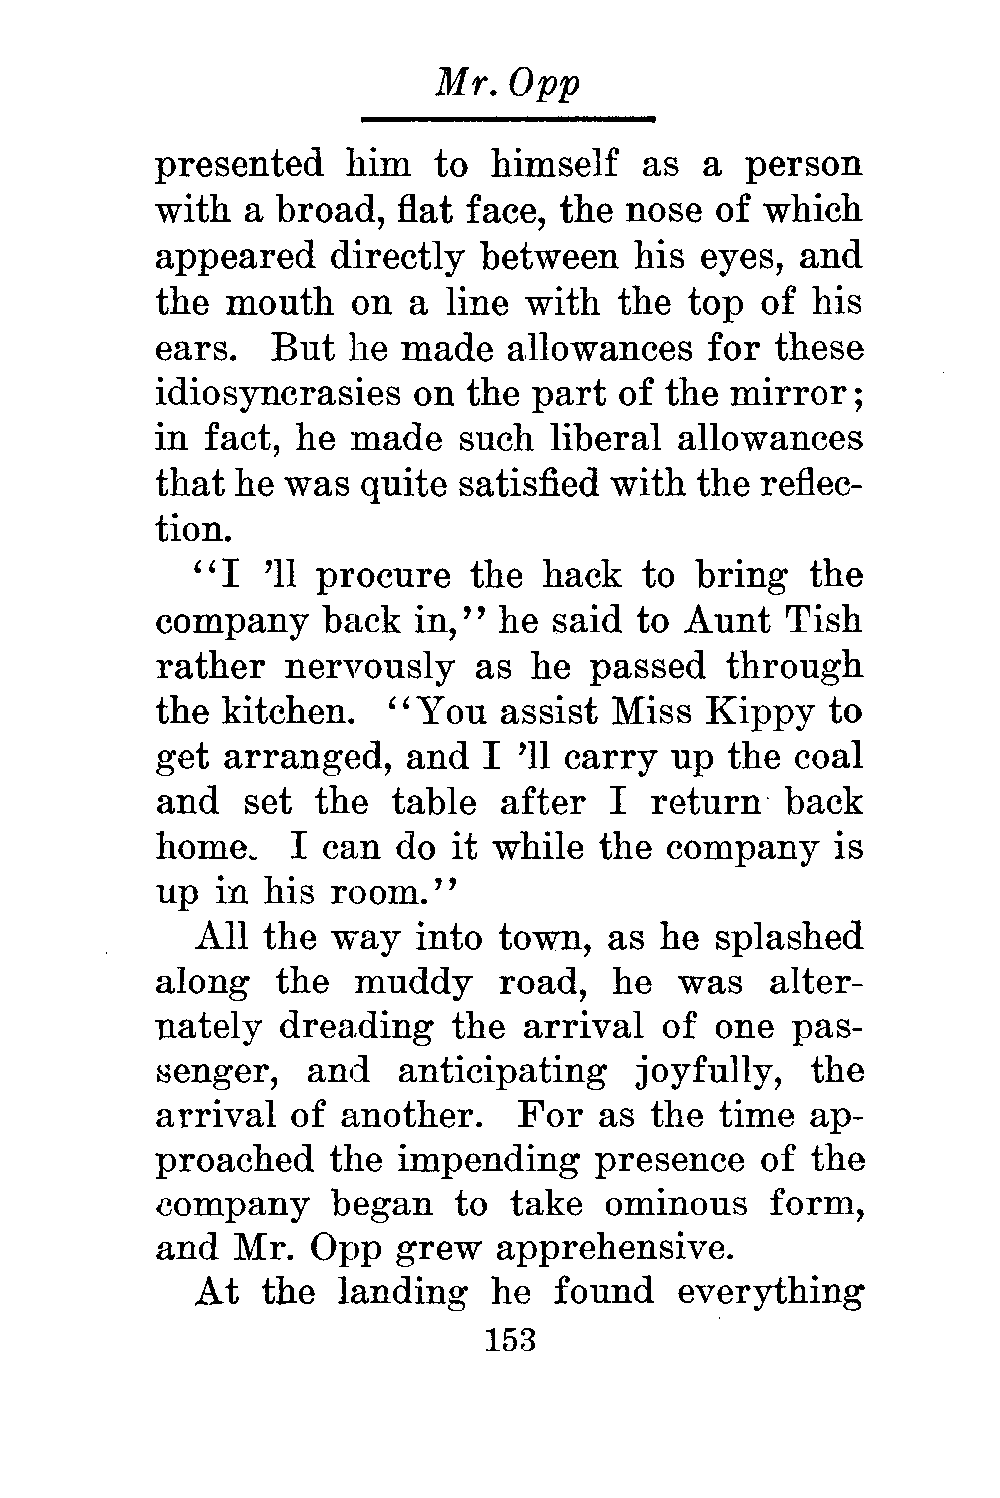 Mr. Opp
presented him to himself as a person
with a broad, flat face, the nose of which
appeared directly between his eyes, and
the mouth on a line with the top of his
ears. But he made allowances for these
idiosyncrasies on the part of the mirror;
in fact, he made such liberal allowances
that he was quite satisfied with the reflec-
tion.
"I 'll procure the hack to bring the
company back in," he said to Aunt Tish
rather nervously as he passed through
the kitchen. "You assist Miss Kippy to
get arranged, and I 'll carry up the coal
and set the table after I return back
home. I can do it while the company is
up in his room."
All the way into town, as he splashed
along the muddy road, he was alter-
nately dreading the arrival of one pas-
senger, and anticipating joyfully, the
arrival of another. For as the time ap-
proached the impending presence of the
company began to take ominous form,
and Mr. Opp grew apprehensive.
At the landing he found everything
153